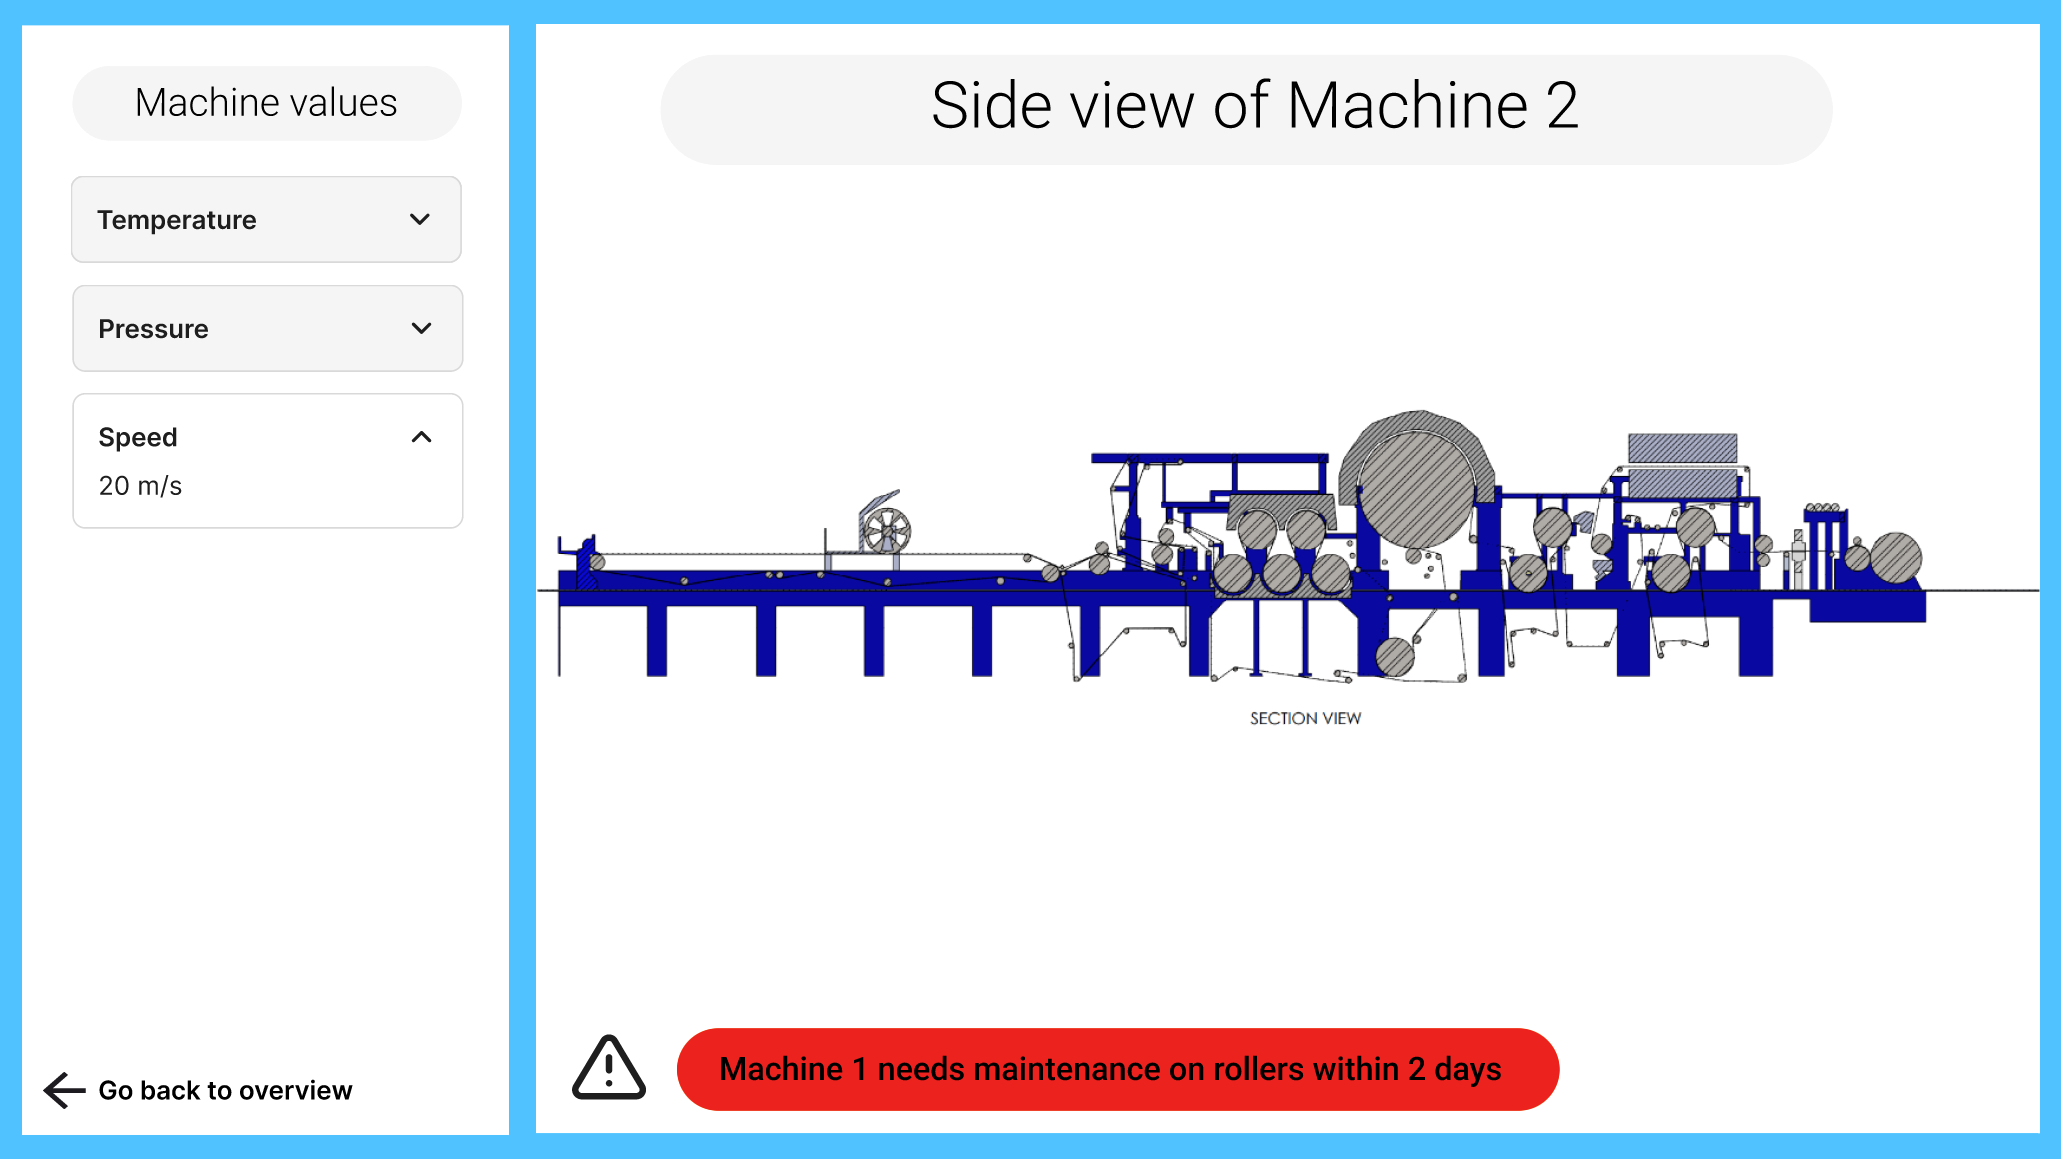 Machine values
Temperature
Pressure
Speed
20 m/s
Go back to overview
Side view of Machine 2
SECTION VIEW
Machine 1 needs maintenance on rollers within 2 days